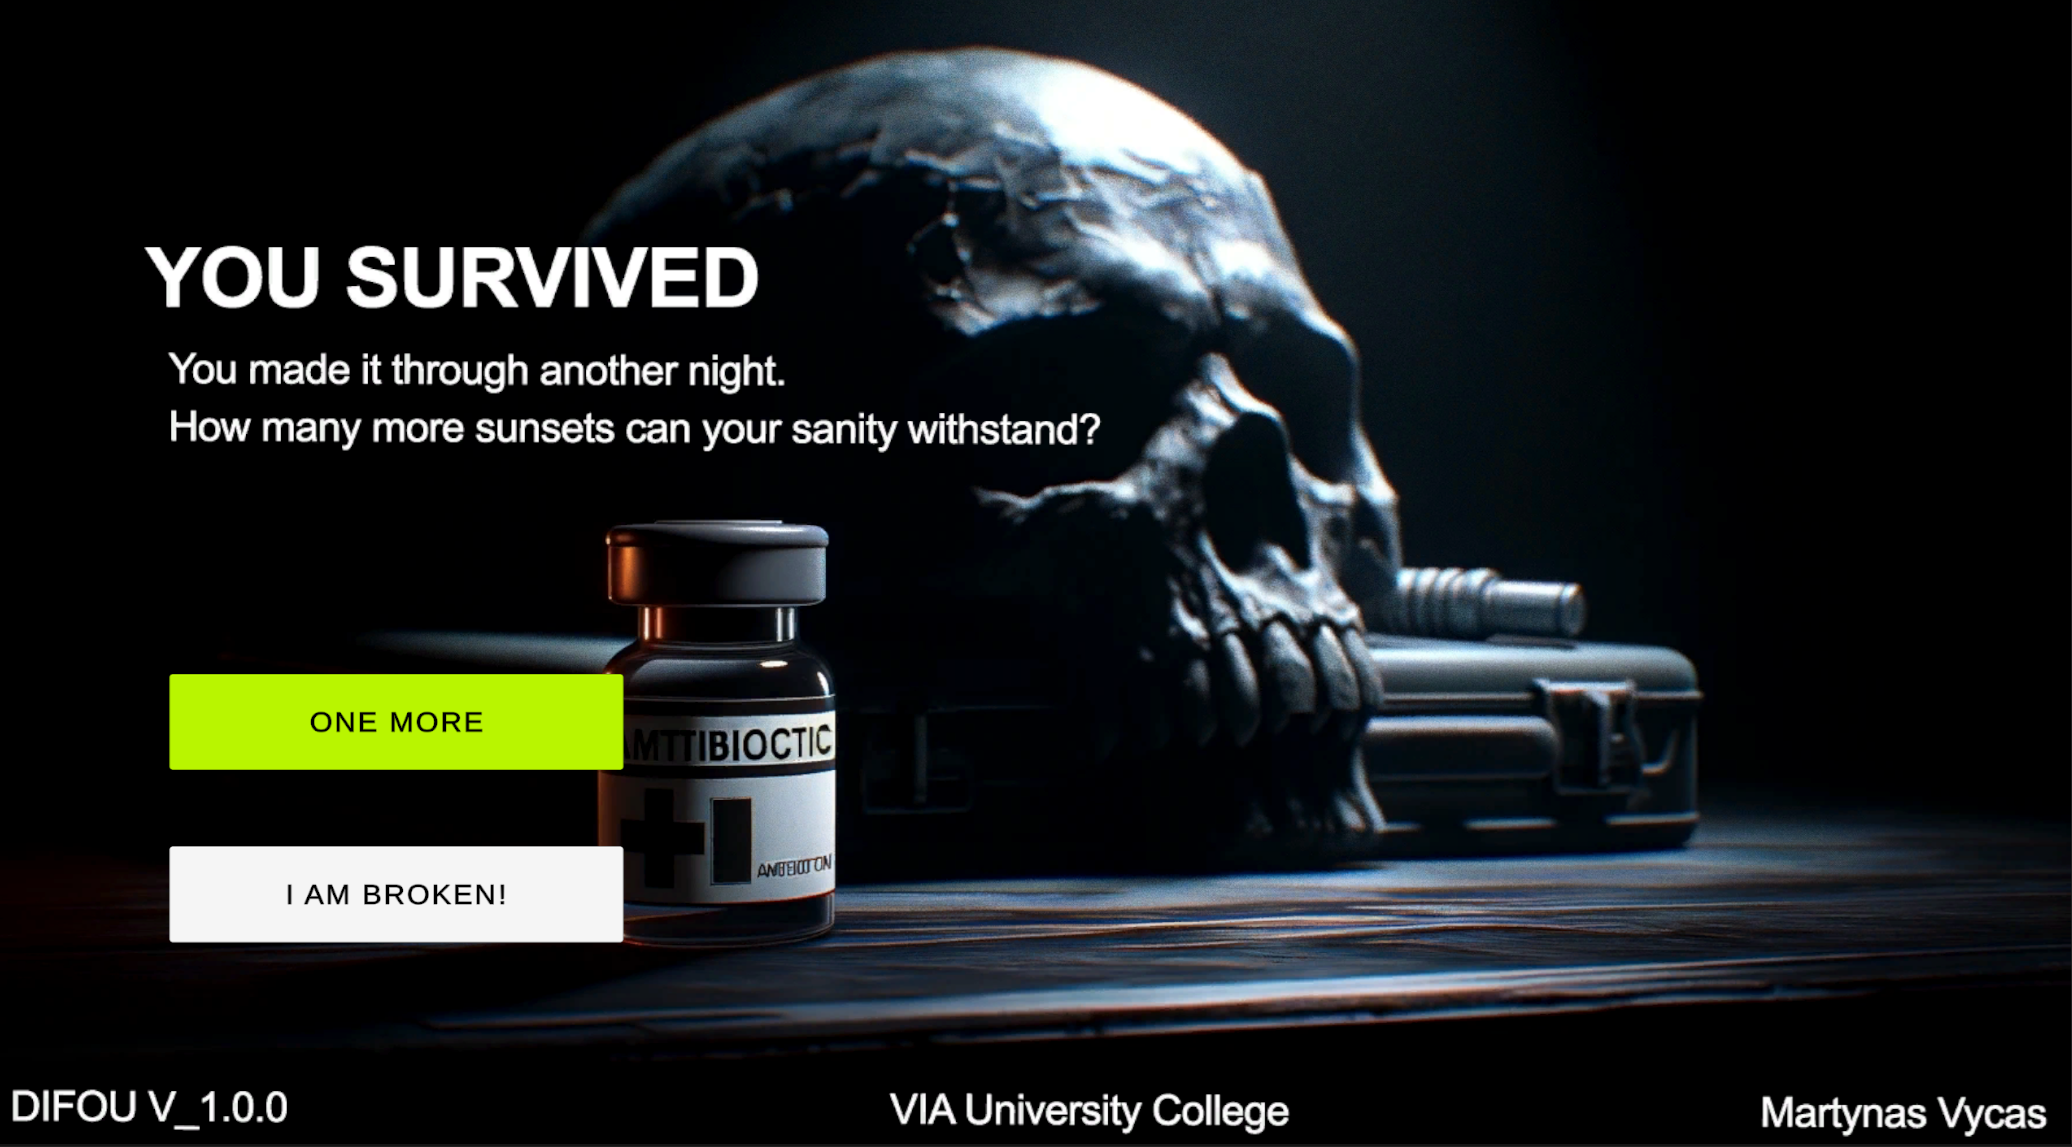 YOU SURVIVED
You made it through another night.
How many more sunsets can your sanity withstand?
ONE MORE
AMTTIBIOCTIC
I AM BROKEN!
DIFOU V_1.0.0
VIA University College
Martynas Vycas